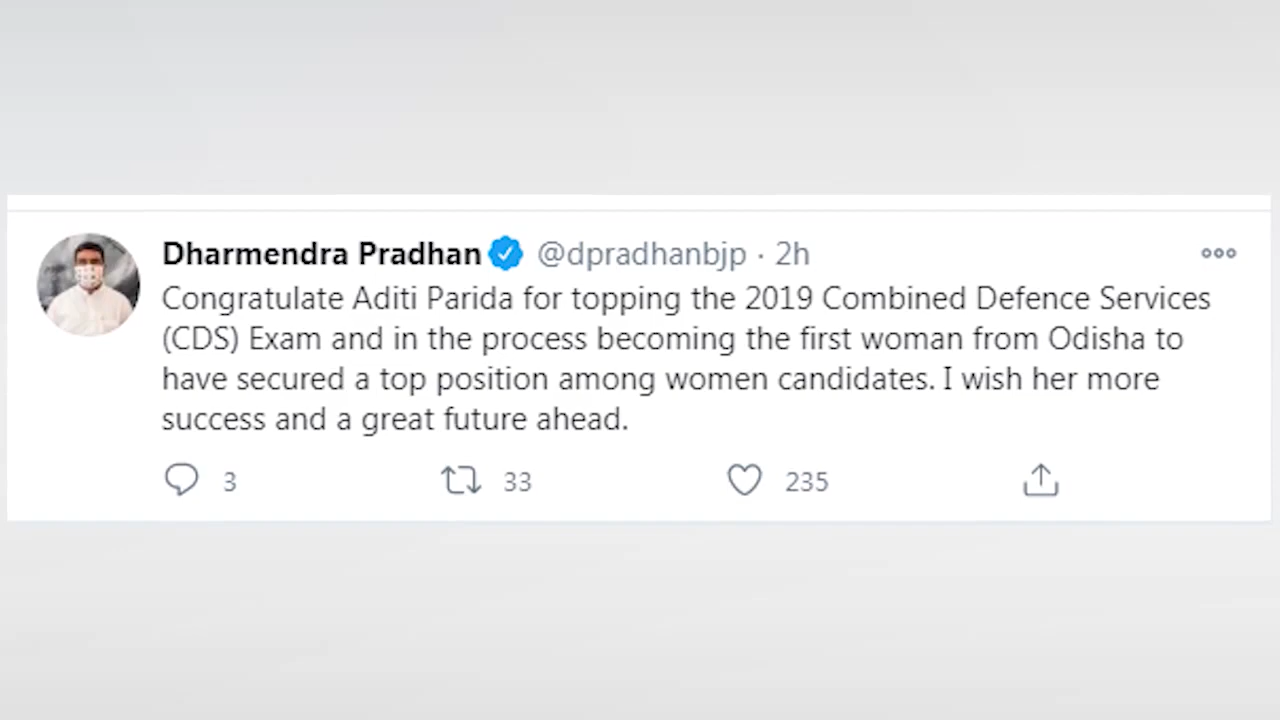 Dharmendra Pradhan @dpradhanbjp · 2h
Congratulate Aditi Parida for topping the 2019 Combined Defence Services
(CDS) Exam and in the process becoming the first woman from Odisha to
have secured a top position among women candidates. I wish her more
success and a great future ahead.
3 33 235